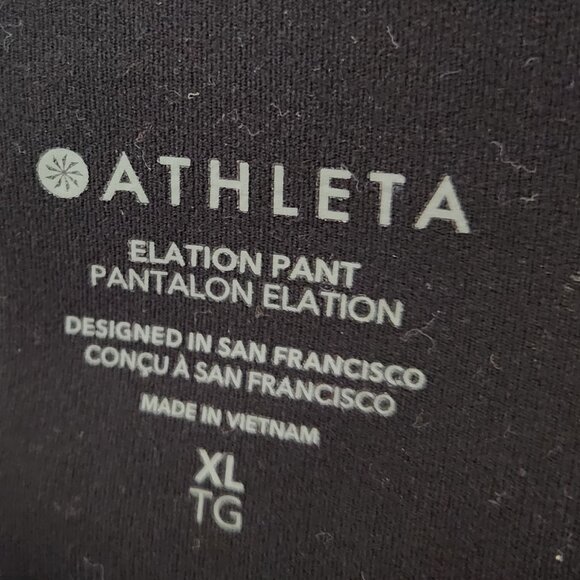 ATHLETA
ELATION PANT
PANTALON ELATION
DESIGNED IN SAN FRANCISCO
CONÇU À SAN FRANCISCO
MADE IN VIETNAM
XL
TG